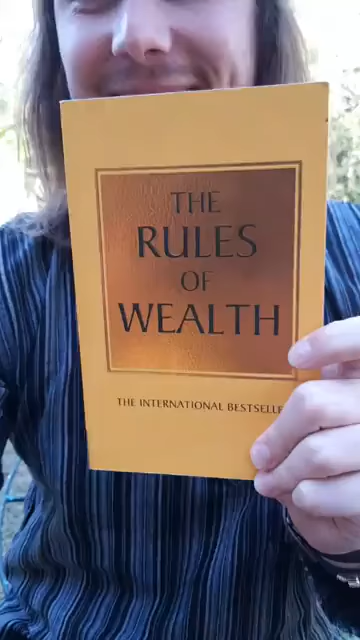 THE
RULES
OF
WEALTH
THE INTERNATIONAL BESTSELLE